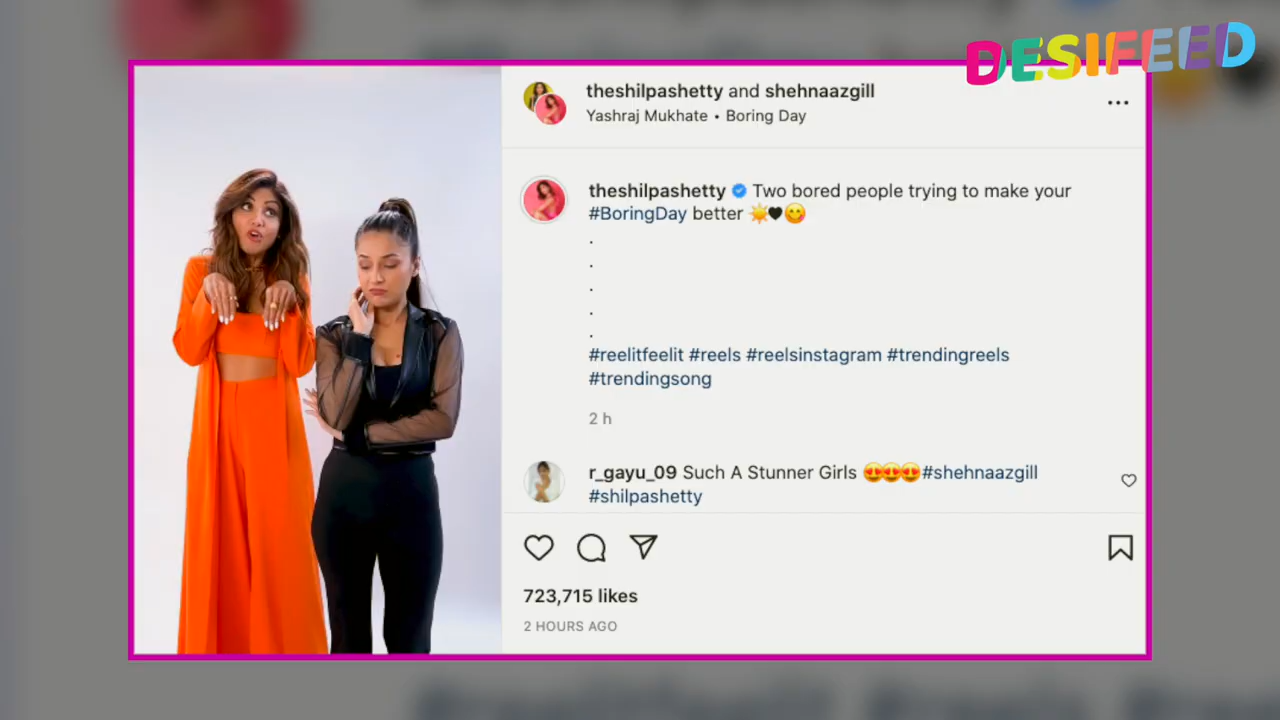 DESIFEED
theshilpashetty and shehnaazgill
Yashraj Mukhate • Boring Day
theshilpashetty Two bored people trying to make your
#BoringDay better ☀️🖤😋
.
.
.
.
.
#reelitfeelit #reels #reelsinstagram #trendingreels
#trendingsong
2 h
r_gayu_09 Such A Stunner Girls 😍😍😍#shehnaazgill
#shilpashetty
723,715 likes
2 HOURS AGO